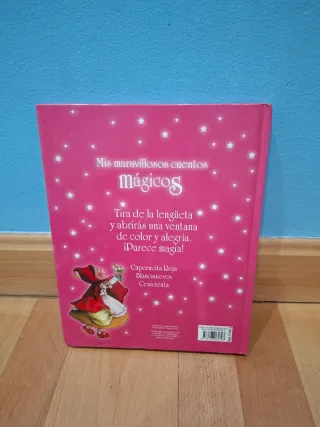 Mis maravillosos cuentos
Mágicos
Tira de la lengüeta
y abrirás una ventana
de color y alegría.
¡Parece magia!
Caperucita Roja
Blancanieves
Cenicienta